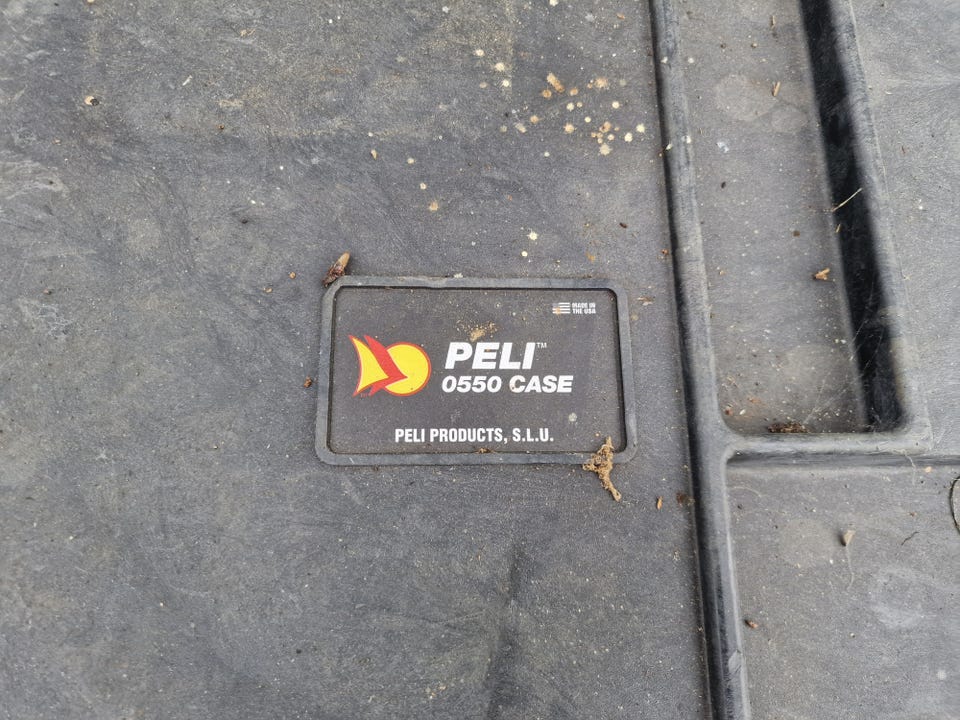 MADE IN
THE USA
PELI™
0550 CASE
PELI PRODUCTS, S.L.U.